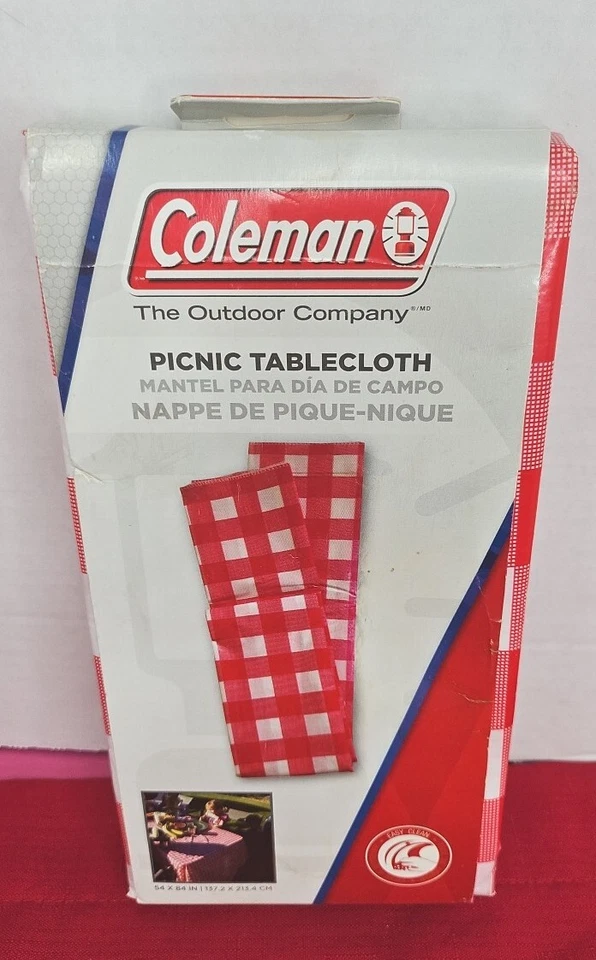 Coleman
The Outdoor Company®/MD
PICNIC TABLECLOTH
MANTEL PARA DÍA DE CAMPO
NAPPE DE PIQUE-NIQUE
EASY CLEAN
54 X 84 IN | 137.2 X 213.4 CM